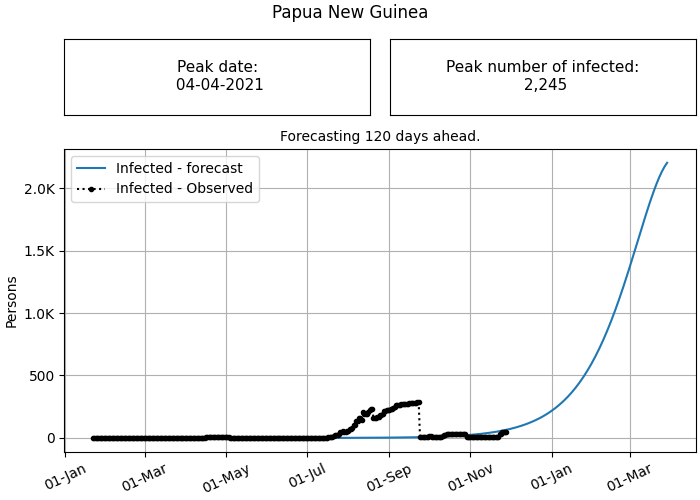 Papua New Guinea
Peak date:
04-04-2021
Peak number of infected:
2,245
Forecasting 120 days ahead.
Infected - forecast
Infected - Observed
2.0K
1.5K
1.0K
500
0
Persons
01-Jan
01-Mar
01-May
01-Jul
01-Sep
01-Nov
01-Jan
01-Mar